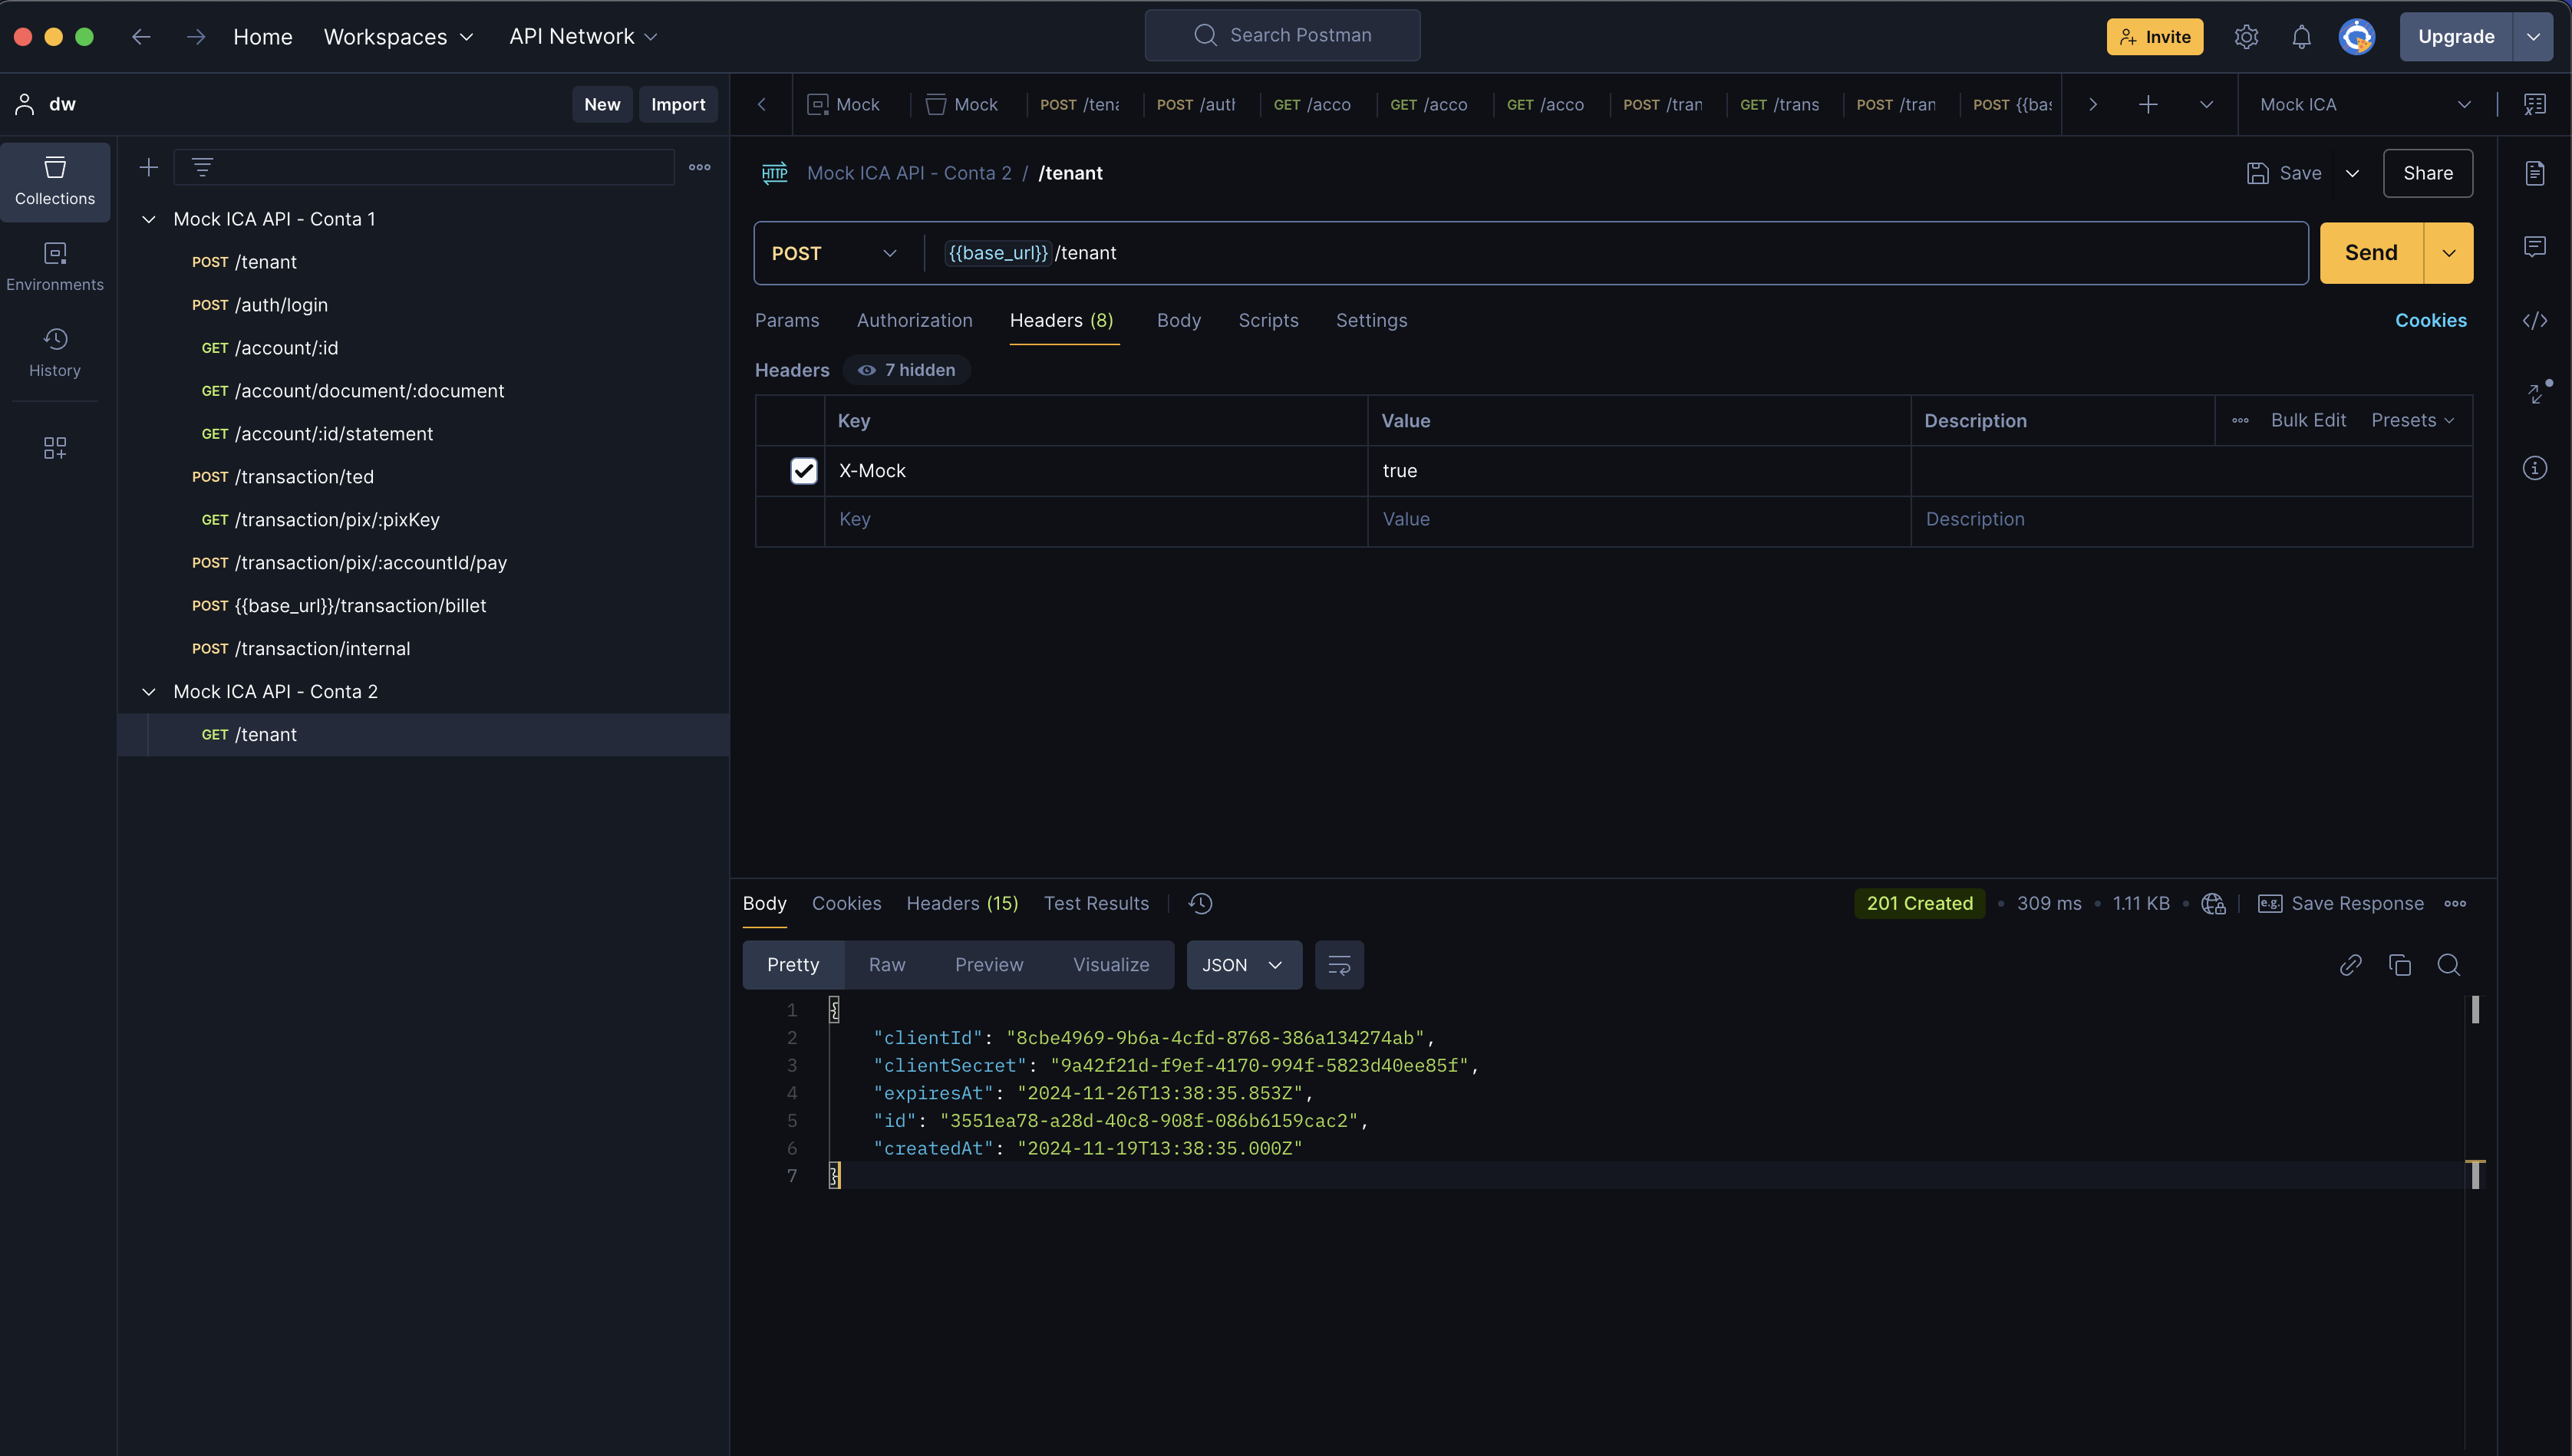 Home Workspaces API Network Search Postman Invite Upgrade
dw New Import Mock Mock POST /tena POST /autl GET /acco GET /acco GET /acco POST /tran GET /trans POST /tran POST {{bas Mock ICA
Collections
Environments
History
Mock ICA API - Conta 1
POST /tenant
POST /auth/login
GET /account/:id
GET /account/document/:document
GET /account/:id/statement
POST /transaction/ted
GET /transaction/pix/:pixKey
POST /transaction/pix/:accountId/pay
POST {{base_url}}/transaction/billet
POST /transaction/internal
Mock ICA API - Conta 2
GET /tenant
HTTP Mock ICA API - Conta 2 / /tenant Save Share
POST {{base_url}}/tenant Send
Params Authorization Headers (8) Body Scripts Settings Cookies
Headers 7 hidden
Key Value Description Bulk Edit Presets
X-Mock true
Key Value Description
Body Cookies Headers (15) Test Results 201 Created • 309 ms • 1.11 KB • e.g. Save Response
Pretty Raw Preview Visualize JSON
1 {
2 "clientId": "8cbe4969-9b6a-4cfd-8768-386a134274ab",
3 "clientSecret": "9a42f21d-f9ef-4170-994f-5823d40ee85f",
4 "expiresAt": "2024-11-26T13:38:35.853Z",
5 "id": "3551ea78-a28d-40c8-908f-086b6159cac2",
6 "createdAt": "2024-11-19T13:38:35.000Z"
7 }